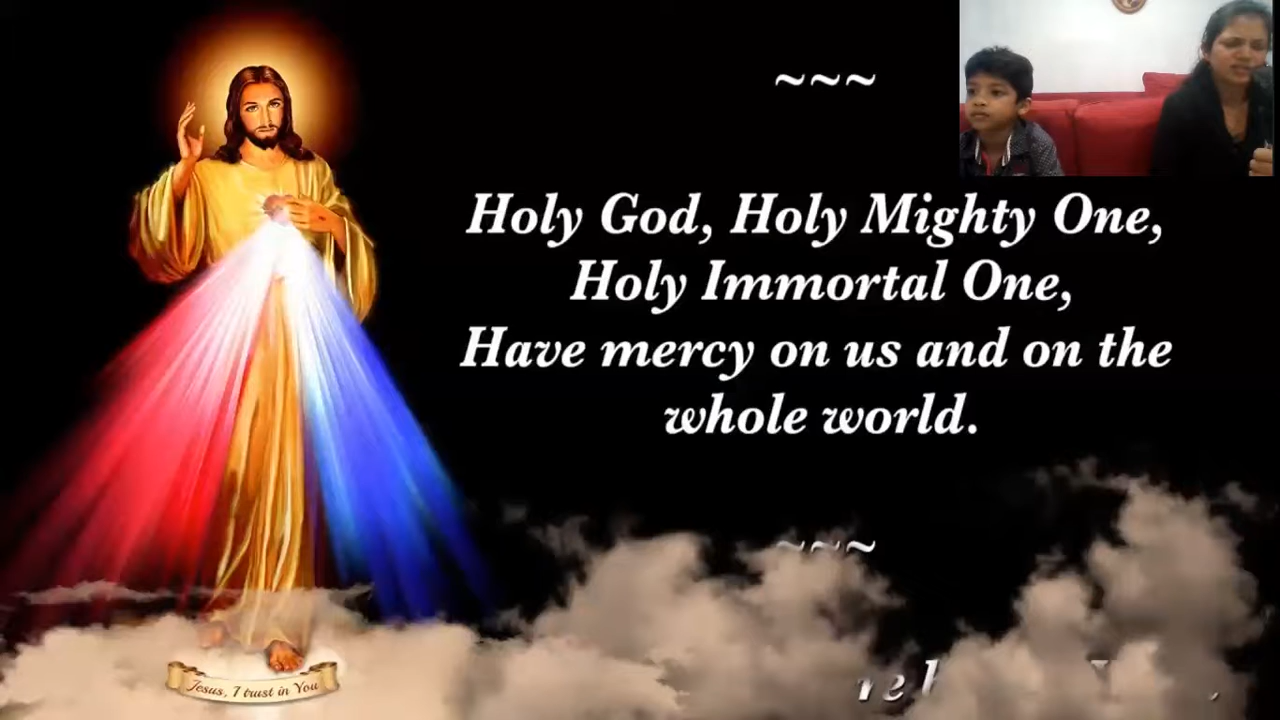 ~~~
Holy God, Holy Mighty One,
Holy Immortal One,
Have mercy on us and on the
whole world.
~~~
Jesus, I trust in You